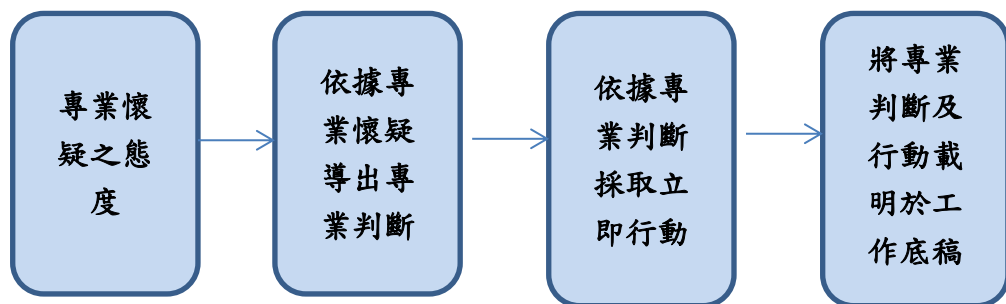 專業懷
疑之態
度
依據專
業懷疑
導出專
業判斷
依據專
業判斷
採取立
即行動
將專業
判斷及
行動載
明於工
作底稿